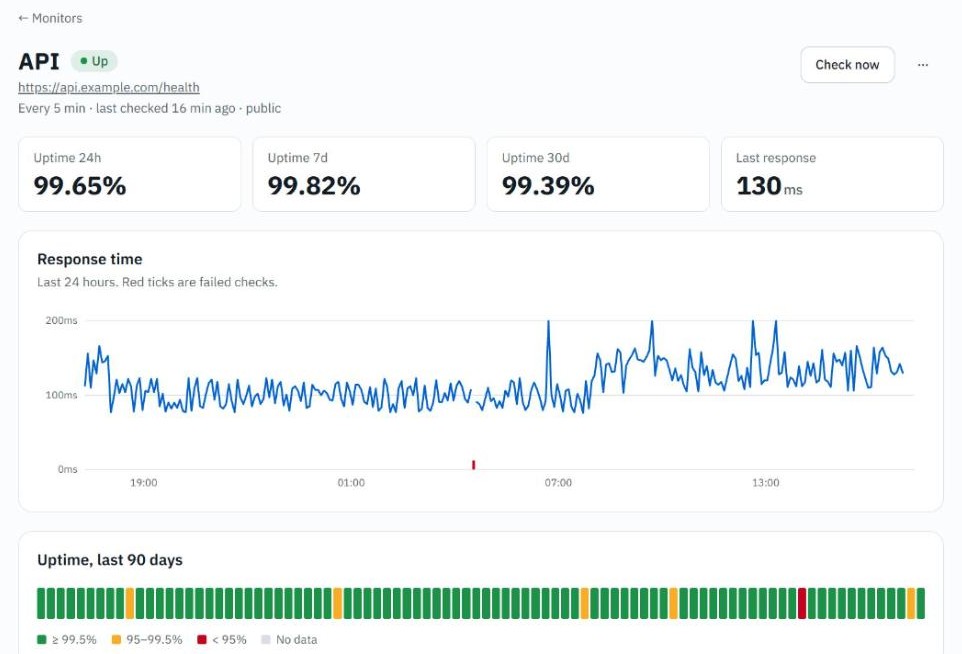 ← Monitors
API Up
Check now ...
https://api.example.com/health
Every 5 min · last checked 16 min ago · public
Uptime 24h
99.65%
Uptime 7d
99.82%
Uptime 30d
99.39%
Last response
130 ms
Response time
Last 24 hours. Red ticks are failed checks.
200ms
100ms
0ms
19:00 01:00 07:00 13:00
Uptime, last 90 days
≥ 99.5% 95–99.5% < 95% No data